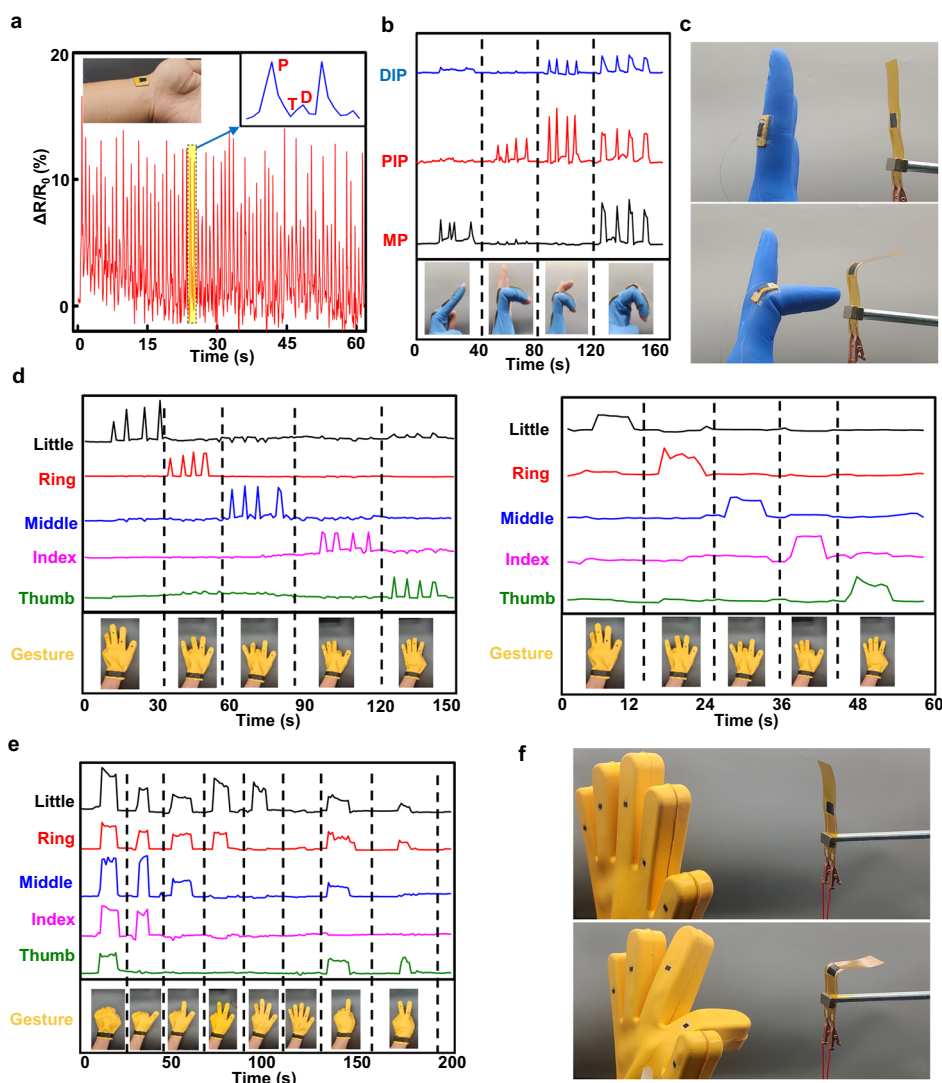 a
20
10
0
ΔR/R0 (%)
P
T
D
0
15
30
45
60
Time (s)
b
DIP
PIP
MP
0
40
80
120
160
Time (s)
c
d
Little
Ring
Middle
Index
Thumb
Gesture
0
30
60
90
120
150
Time (s)
Little
Ring
Middle
Index
Thumb
Gesture
0
12
24
36
48
60
Time (s)
e
Little
Ring
Middle
Index
Thumb
Gesture
0
50
100
150
200
Time (s)
f